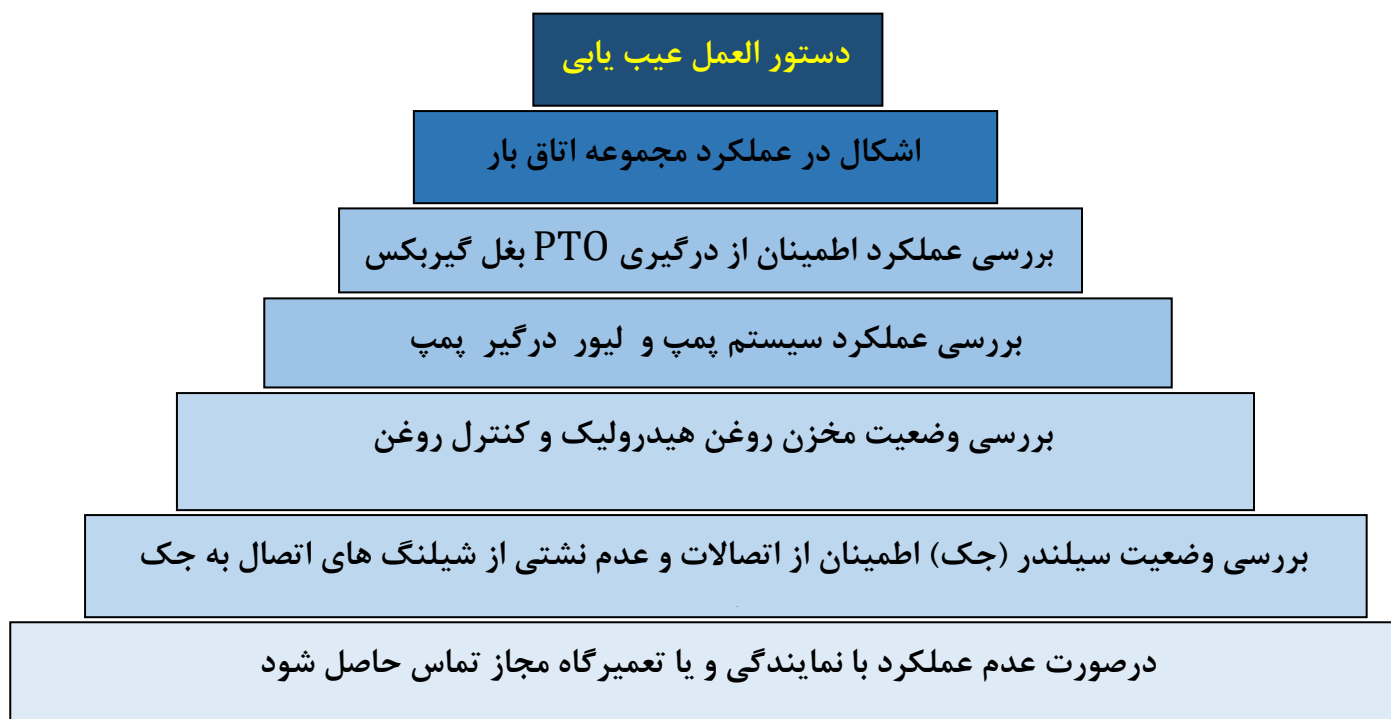 دستور العمل عیب یابی
اشکال در عملکرد مجموعه اتاق بار
بررسی عملکرد اطمینان از درگیری PTO بغل گیربکس
بررسی عملکرد سیستم پمپ و لیور درگیر پمپ
بررسی وضعیت مخزن روغن هیدرولیک و کنترل روغن
بررسی وضعیت سیلندر (جک) اطمینان از اتصالات و عدم نشتی از شیلنگ های اتصال به جک
درصورت عدم عملکرد با نمایندگی و یا تعمیرگاه مجاز تماس حاصل شود